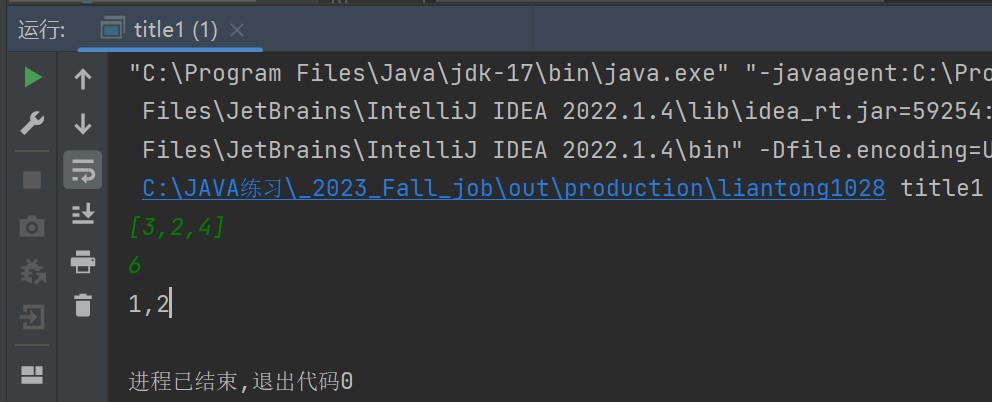 运行: title1 (1)
"C:\Program Files\Java\jdk-17\bin\java.exe" "-javaagent:C:\Pro
Files\JetBrains\IntelliJ IDEA 2022.1.4\lib\idea_rt.jar=59254:
Files\JetBrains\IntelliJ IDEA 2022.1.4\bin" -Dfile.encoding=U
C:\JAVA练习\_2023_Fall_job\out\production\liantong1028 title1
[3,2,4]
6
1,2
进程已结束,退出代码0